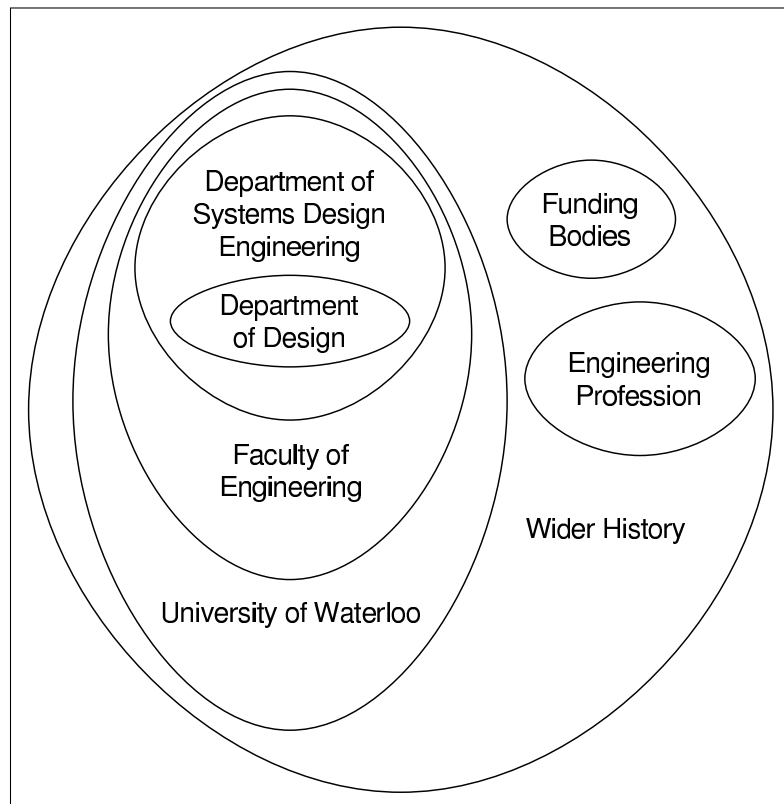 Department of
Systems Design
Engineering
Department
of Design
Faculty of
Engineering
University of Waterloo
Funding
Bodies
Engineering
Profession
Wider History